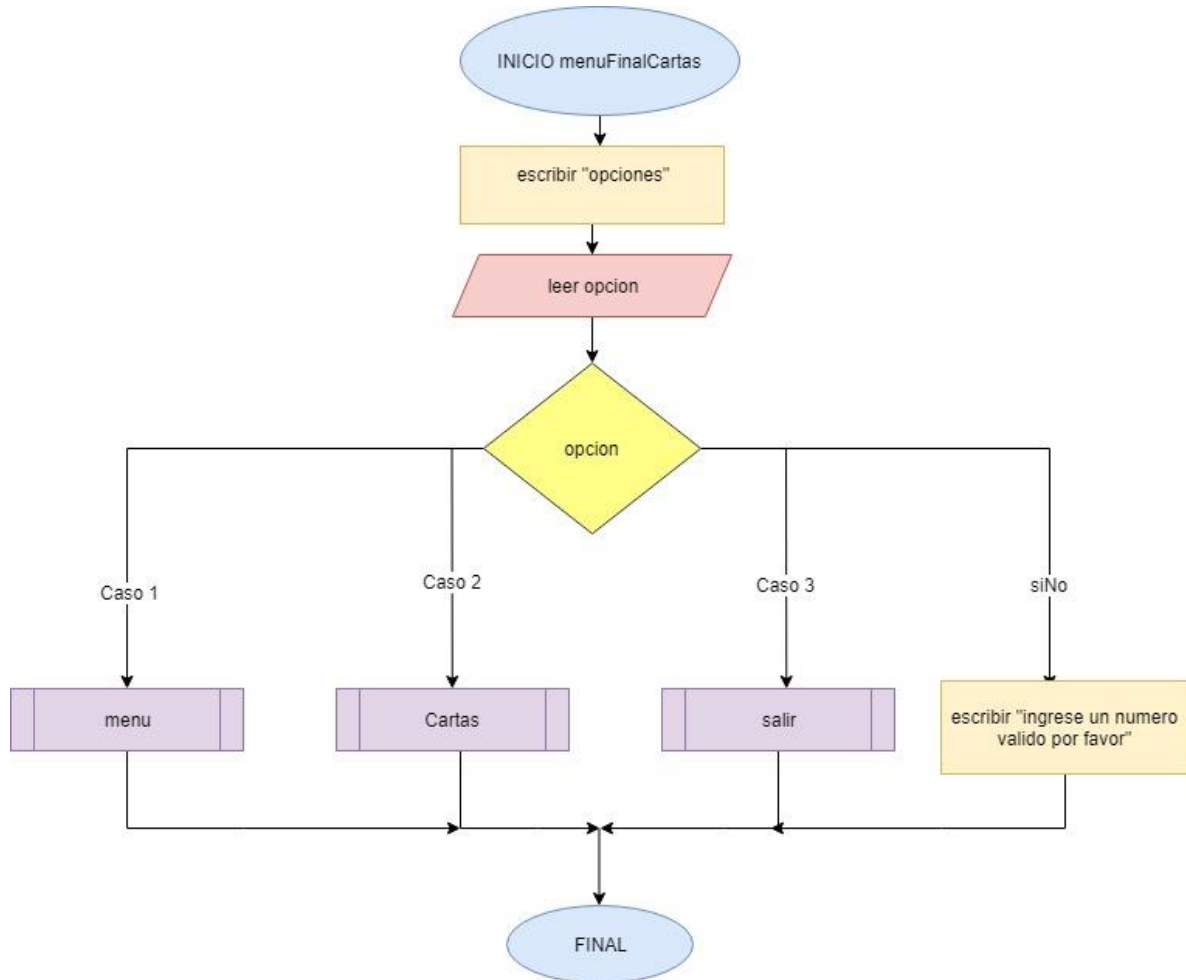 INICIO menuFinalCartas
escribir "opciones"
leer opcion
opcion
Caso 1
Caso 2
Caso 3
siNo
menu
Cartas
salir
escribir "ingrese un numero
valido por favor"
FINAL